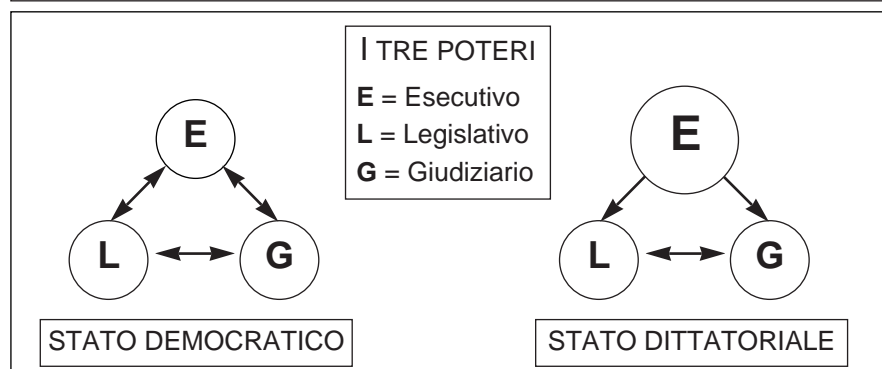 I TRE POTERI
E = Esecutivo
L = Legislativo
G = Giudiziario
E
L
G
STATO DEMOCRATICO
E
L
G
STATO DITTATORIALE